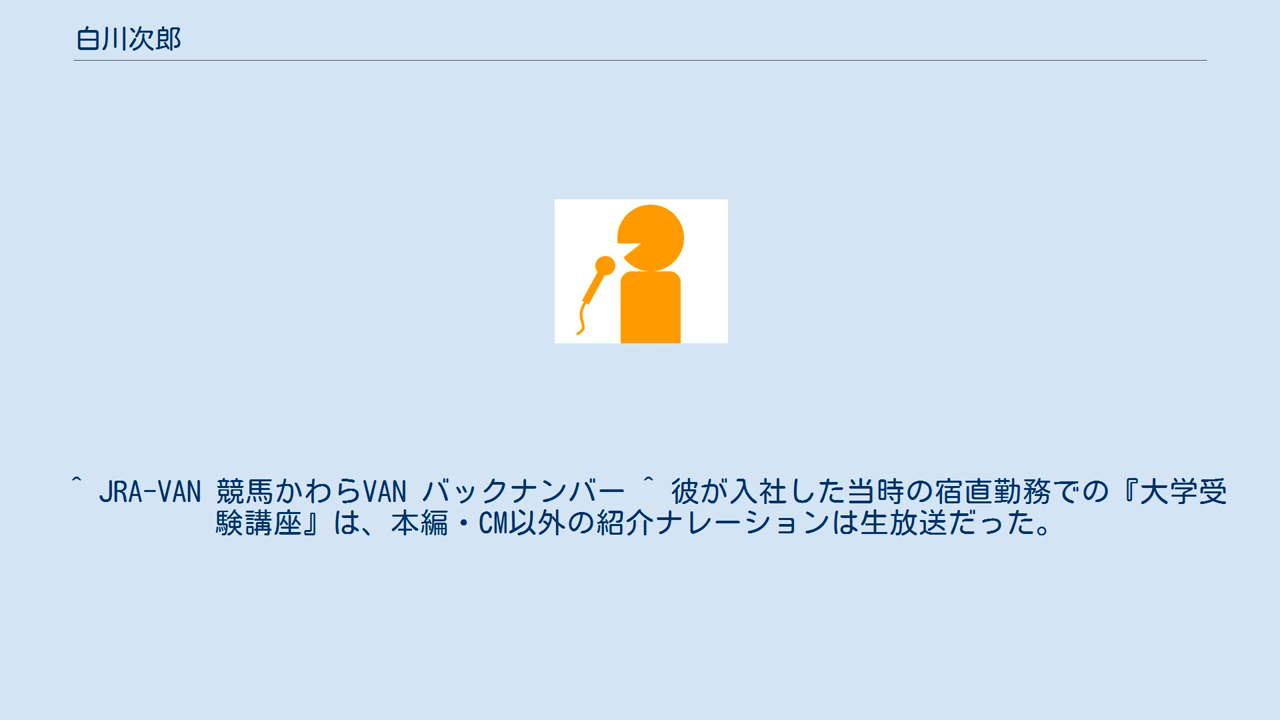 白川次郎
^ JRA-VAN 競馬かわらVAN バックナンバー ^ 彼が入社した当時の宿直勤務での『大学受
験講座』は、本編・CM以外の紹介ナレーションは生放送だった。